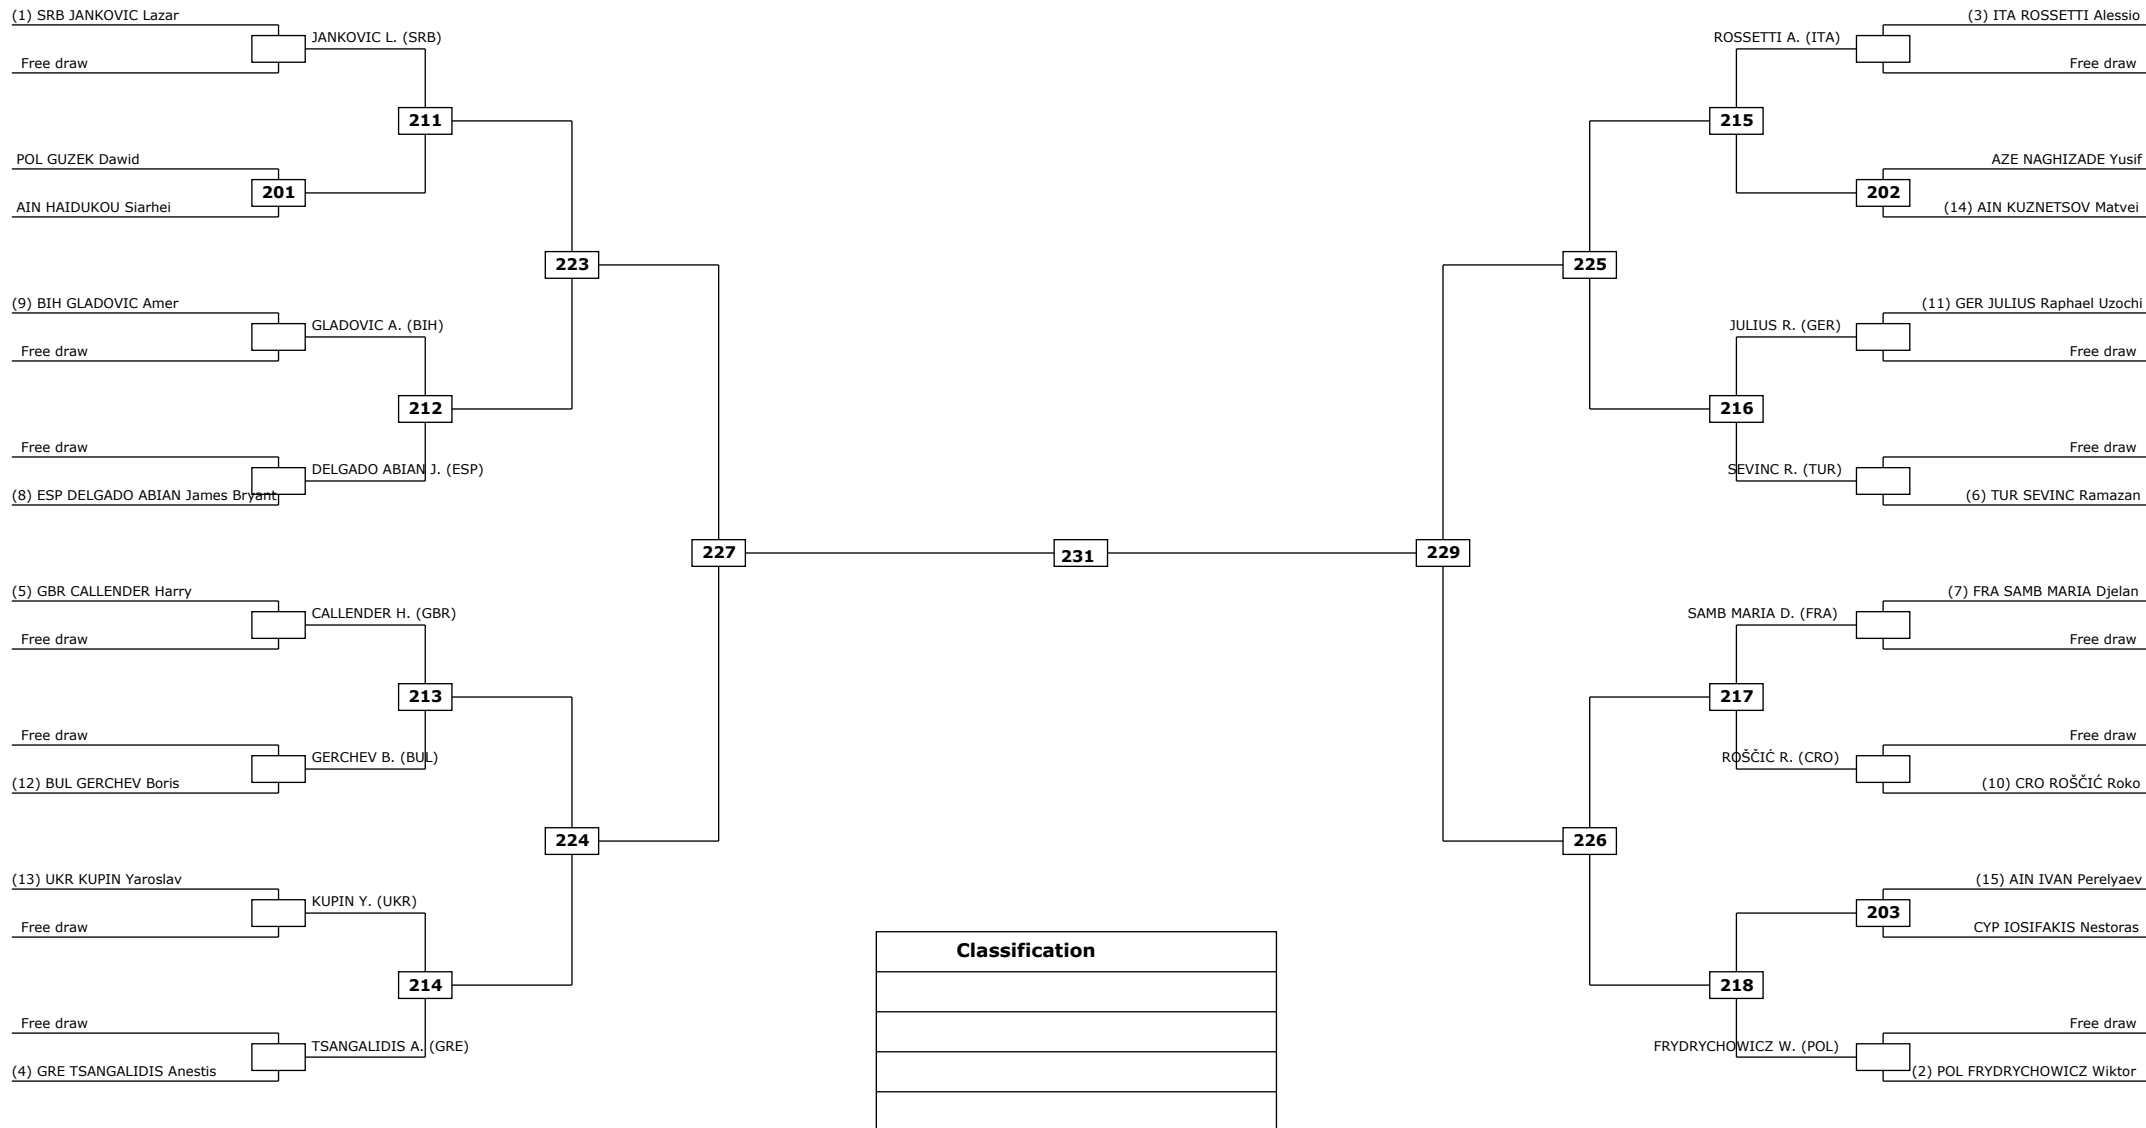 (1) SRB JANKOVIC Lazar
JANKOVIC L. (SRB)
Free draw
211
POL GUZEK Dawid
201
AIN HAIDUKOU Siarhei
223
(9) BIH GLADOVIC Amer
GLADOVIC A. (BIH)
Free draw
212
Free draw
DELGADO ABIAN J. (ESP)
(8) ESP DELGADO ABIAN James Bryant
227
(5) GBR CALLENDER Harry
CALLENDER H. (GBR)
Free draw
213
Free draw
GERCHEV B. (BUL)
(12) BUL GERCHEV Boris
224
(13) UKR KUPIN Yaroslav
KUPIN Y. (UKR)
Free draw
214
Free draw
TSANGALIDIS A. (GRE)
(4) GRE TSANGALIDIS Anestis
231
(3) ITA ROSSETTI Alessio
ROSSETTI A. (ITA)
Free draw
215
AZE NAGHIZADE Yusif
202
(14) AIN KUZNETSOV Matvei
225
(11) GER JULIUS Raphael Uzochi
JULIUS R. (GER)
Free draw
216
Free draw
SEVINC R. (TUR)
(6) TUR SEVINC Ramazan
229
(7) FRA SAMB MARIA Djelan
SAMB MARIA D. (FRA)
Free draw
217
Free draw
ROŠČIĆ R. (CRO)
(10) CRO ROŠČIĆ Roko
226
(15) AIN IVAN Perelyaev
203
CYP IOSIFAKIS Nestoras
218
Free draw
FRYDRYCHOWICZ W. (POL)
(2) POL FRYDRYCHOWICZ Wiktor
Classification